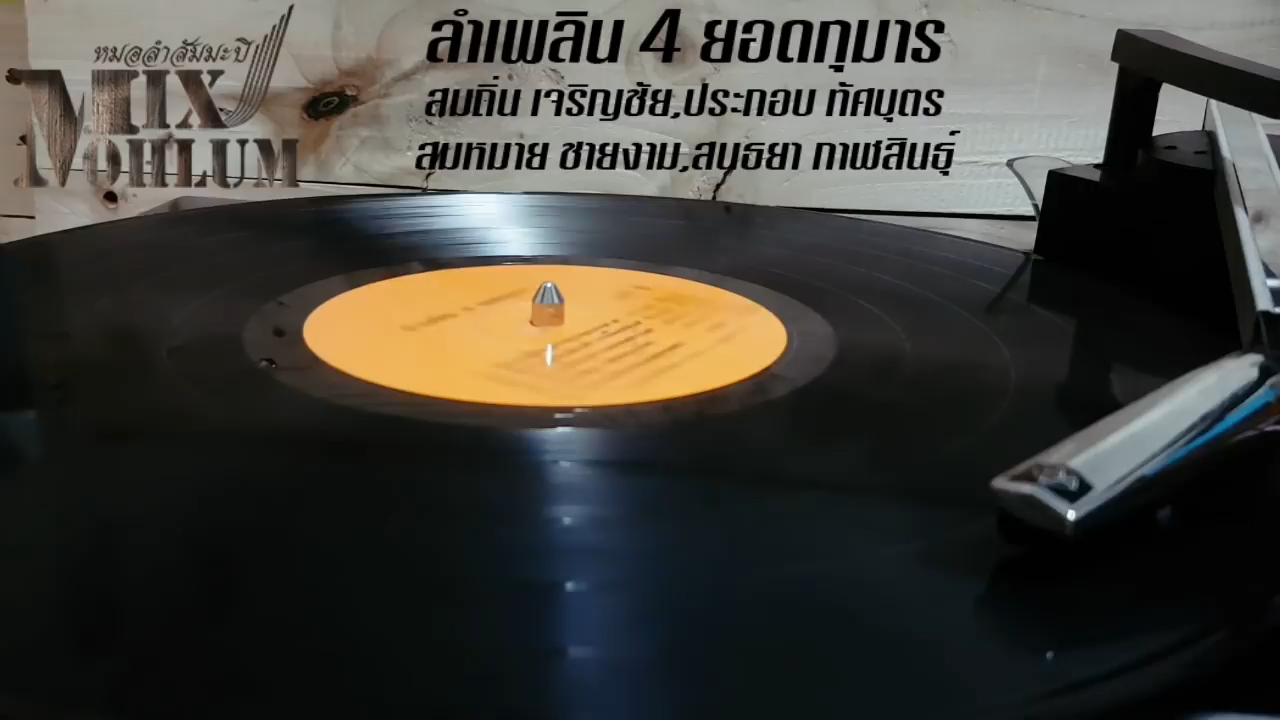 หมอลำสัมมะปิ
MIX
MOHLUM
ลำเพลิน 4 ยอดกุมาร
สมถิ่น เจริญชัย,ประกอบ ทัศบุตร
สมหมาย ชายงาม,สนธยา กาฬสินธุ์